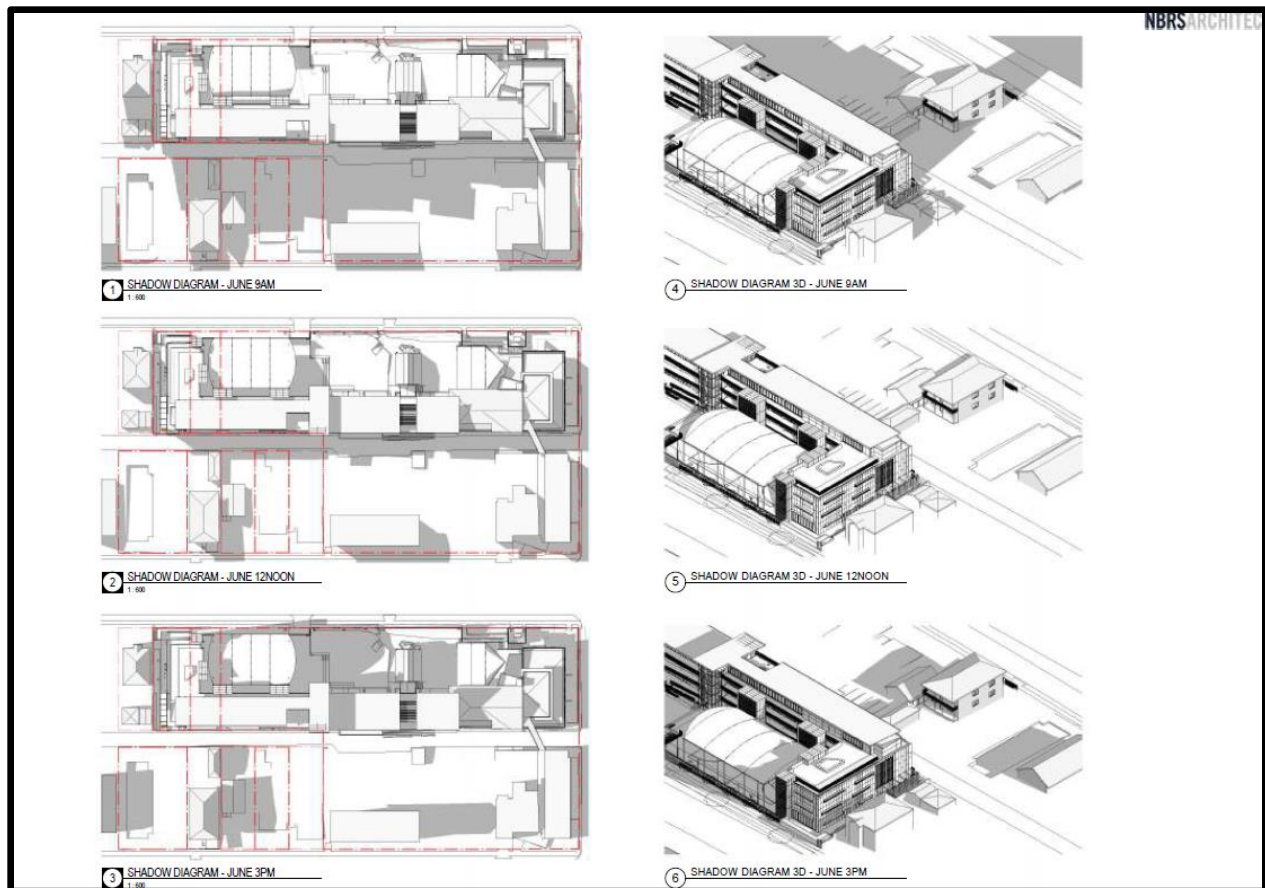 NBRSARCHITEC
1 SHADOW DIAGRAM - JUNE 9AM
1 : 600
4 SHADOW DIAGRAM 3D - JUNE 9AM
2 SHADOW DIAGRAM - JUNE 12NOON
1 : 600
5 SHADOW DIAGRAM 3D - JUNE 12NOON
3 SHADOW DIAGRAM - JUNE 3PM
1 : 600
6 SHADOW DIAGRAM 3D - JUNE 3PM